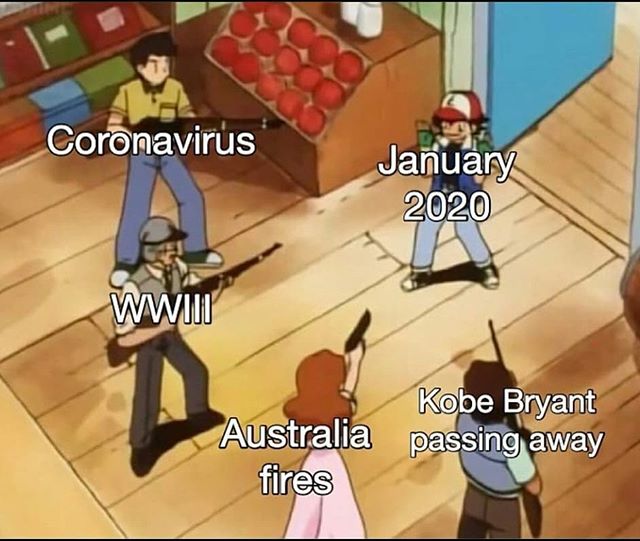 Coronavirus
January
2020
WWIII
Australia
fires
Kobe Bryant
passing away